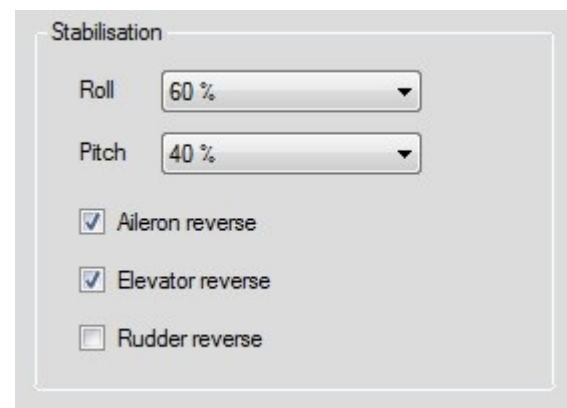 Stabilisation
Roll 60 %
Pitch 40 %
Aileron reverse
Elevator reverse
Rudder reverse